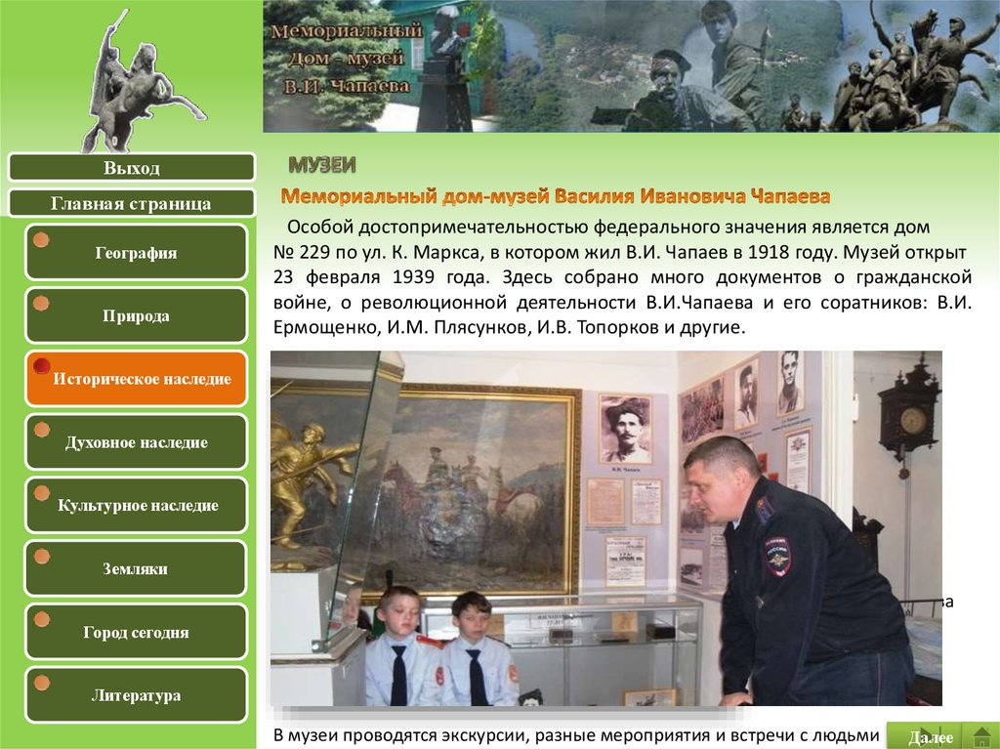 Мемориальный
Дом - музей
В.И. Чапаева
Выход
Главная страница
География
Природа
Историческое наследие
Духовное наследие
Культурное наследие
Земляки
Город сегодня
Литература
МУЗЕИ
Мемориальный дом-музей Василия Ивановича Чапаева
Особой достопримечательностью федерального значения является дом
№ 229 по ул. К. Маркса, в котором жил В.И. Чапаев в 1918 году. Музей открыт
23 февраля 1939 года. Здесь собрано много документов о гражданской
войне, о революционной деятельности В.И.Чапаева и его соратников: В.И.
Ермощенко, И.М. Плясунков, И.В. Топорков и другие.
РОССИЯ
ва
В музеи проводятся экскурсии, разные мероприятия и встречи с людьми
Далее